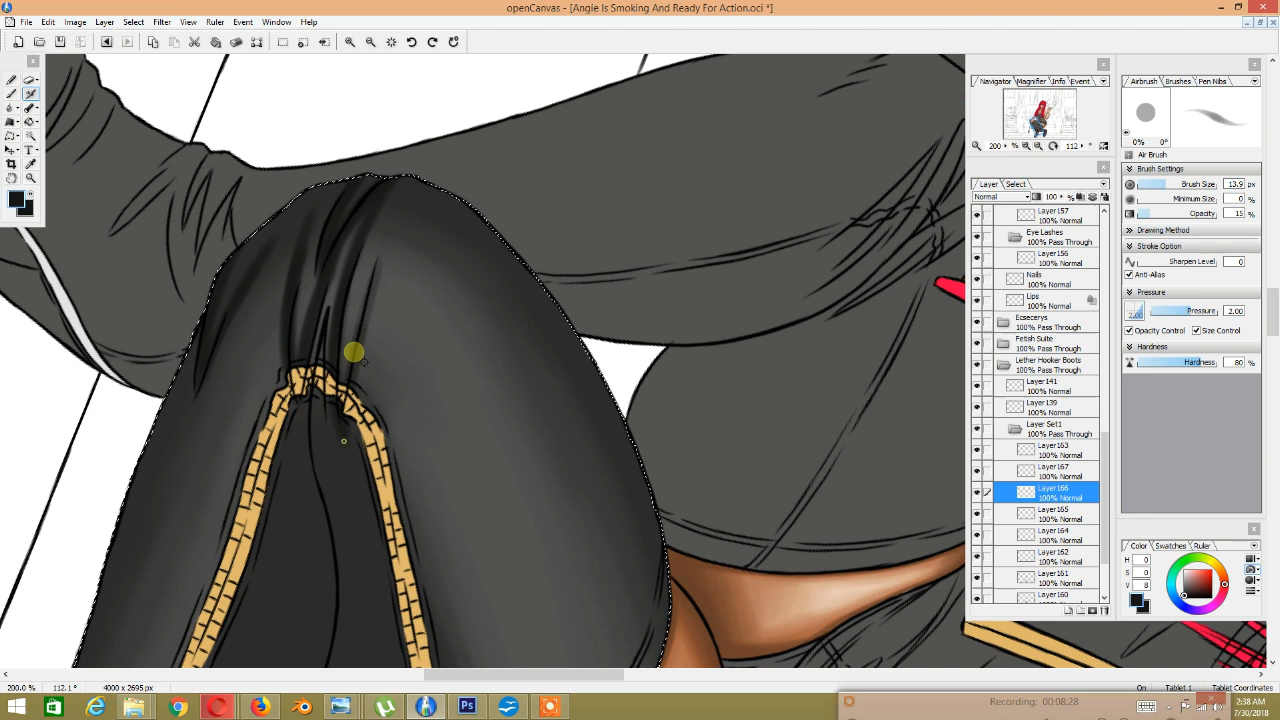 openCanvas - [Angie Is Smoking And Ready For Action.oci *]
File Edit Image Layers Select Filter View Ruler Event Window Help
Navigator Magnifier Info Event
200 % 112 °
Layer Select
Normal 100 %
Layer157
100% Normal
Eye Lashes
100% Pass Through
Layer156
100% Normal
Nails
100% Normal
Lips
100% Normal
Ecsecerys
100% Pass Through
Fetish Suite
100% Pass Through
Lether Hooker Boots
100% Pass Through
Layer141
100% Normal
Layer139
100% Normal
Layer Set1
100% Pass Through
Layer163
100% Normal
Layer167
100% Normal
Layer166
100% Normal
Layer165
100% Normal
Layer164
100% Normal
Layer162
100% Normal
Layer161
100% Normal
Layer160
100% Normal
Airbrush Brushes Pen Nibs
0% 0°
Air Brush
Brush Settings
Brush Size 13.9 px
Minimum Size 0 %
Opacity 15 %
Drawing Method
Stroke Option
Sharpen Level 0
Anti-Alias
Pressure
2.00 Pressure 2.00
Opacity Control Size Control
Hardness
Hardness 80 %
Color Swatches Ruler
H 0
S 0
V 8
200.0 % 112.1 ° 4000 x 2695 px
On Tablet 1 Tablet Coordinates
Recording: 00:08:28
2:38 AM
7/30/2018